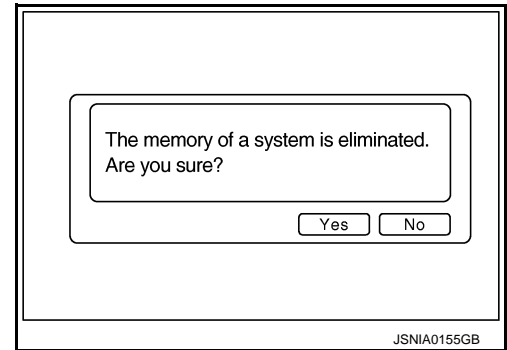 The memory of a system is eliminated.
Are you sure?
Yes No
JSNIA0155GB